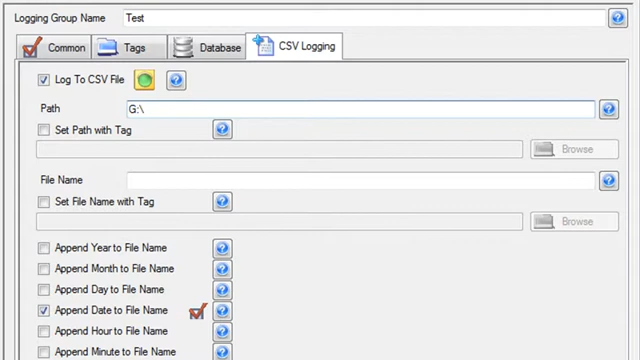 Logging Group Name Test
Common Tags Database CSV Logging
Log To CSV File
Path G:\
Set Path with Tag
Browse
File Name
Set File Name with Tag
Browse
Append Year to File Name
Append Month to File Name
Append Day to File Name
Append Date to File Name
Append Hour to File Name
Append Minute to File Name